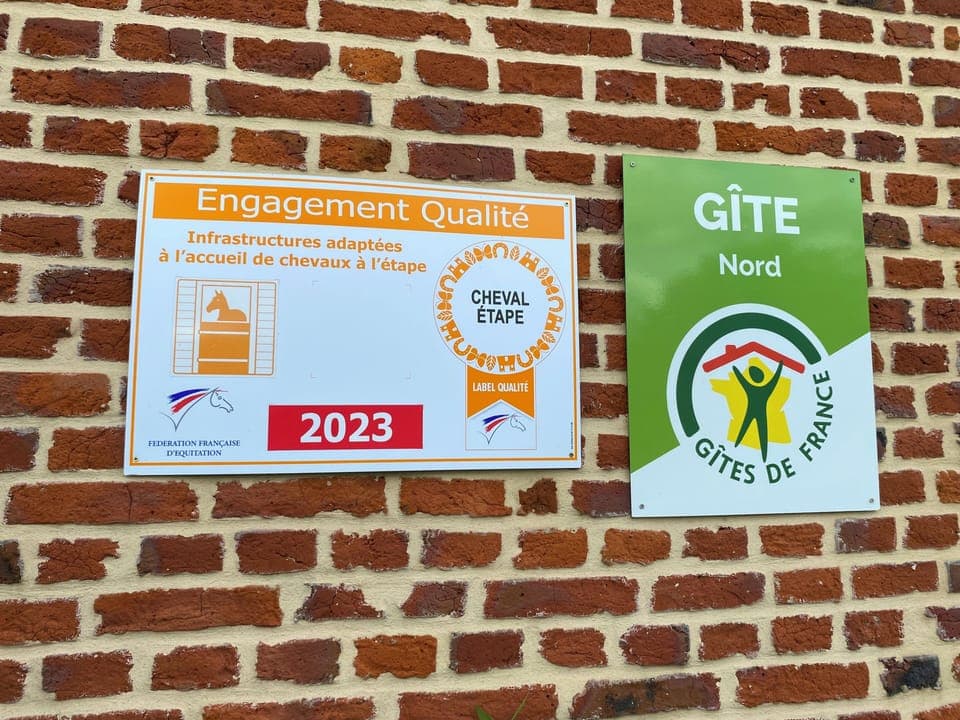 Engagement Qualité
Infrastructures adaptées
à l'accueil de chevaux à l'étape
CHEVAL
ÉTAPE
LABEL QUALITÉ
FEDERATION FRANÇAISE
D'EQUITATION
2023
GÎTE
Nord
GÎTES DE FRANCE